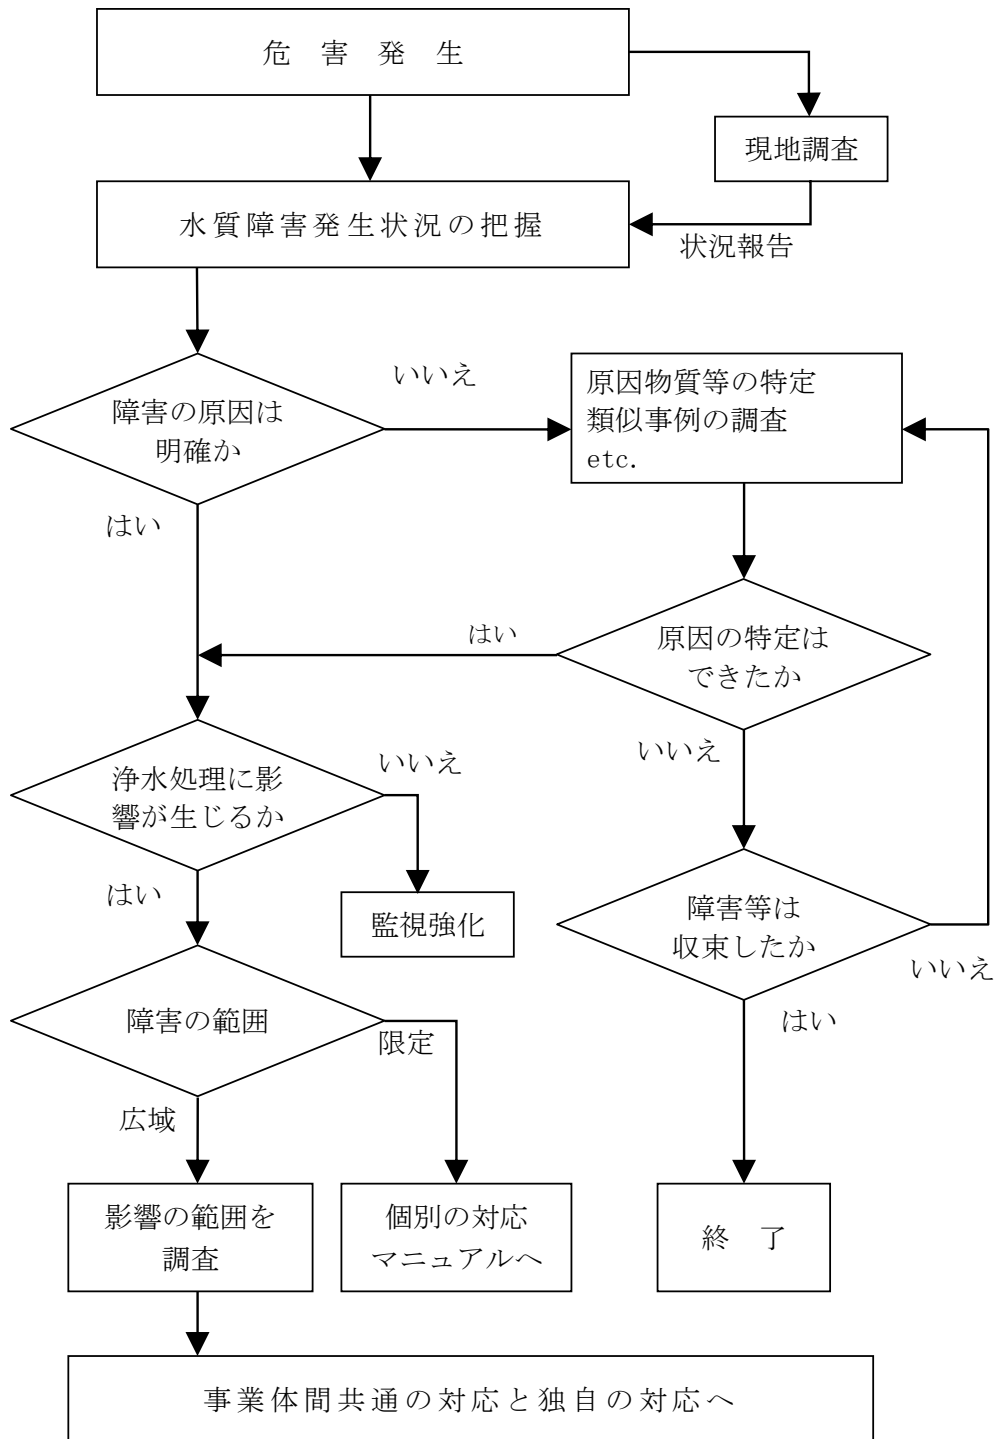 危　害　発　生
現地調査
水質障害発生状況の把握
状況報告
障害の原因は
明確か
いいえ
原因物質等の特定
類似事例の調査
etc.
はい
はい
原因の特定は
できたか
いいえ
浄水処理に影
響が生じるか
いいえ
はい
監視強化
障害等は
収束したか
いいえ
はい
障害の範囲
限定
広域
影響の範囲を
調査
個別の対応
マニュアルへ
終　了
事業体間共通の対応と独自の対応へ